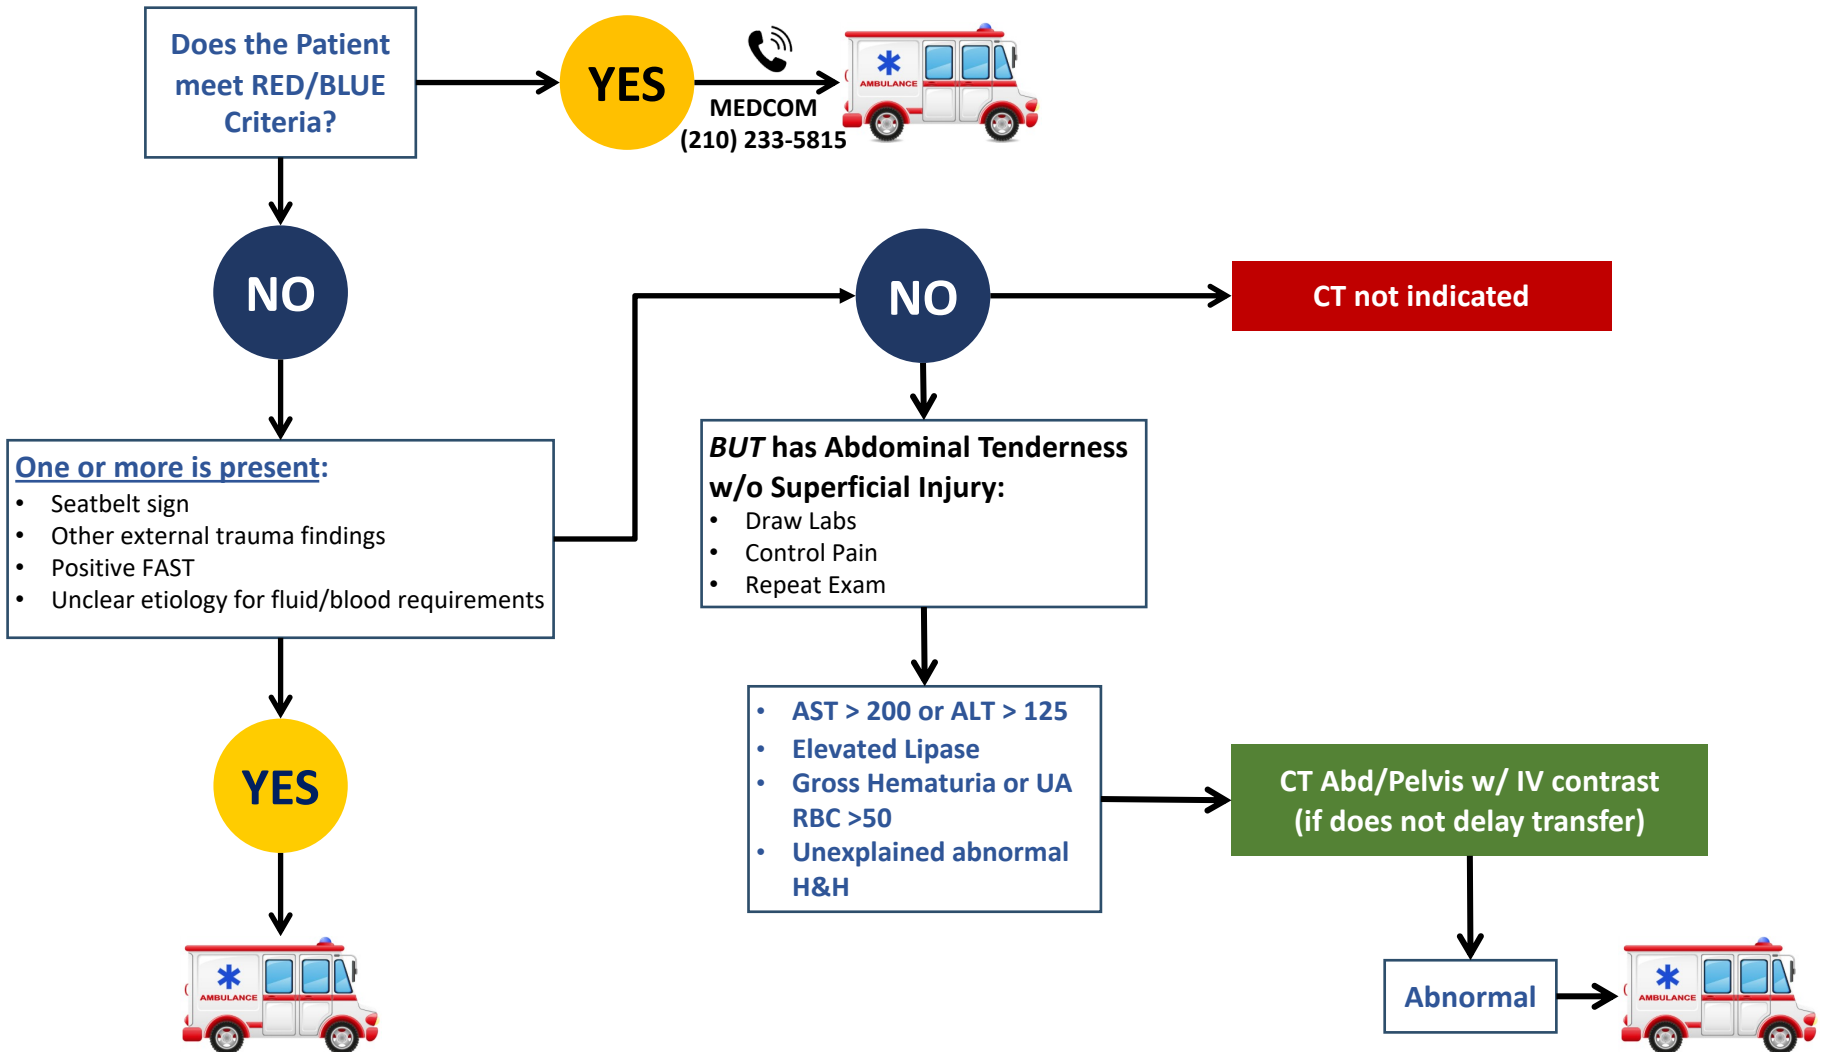 Does the Patient
meet RED/BLUE
Criteria?
YES
MEDCOM
(210) 233-5815
AMBULANCE
NO
NO
CT not indicated
One or more is present:
• Seatbelt sign
• Other external trauma findings
• Positive FAST
• Unclear etiology for fluid/blood requirements
BUT has Abdominal Tenderness
w/o Superficial Injury:
• Draw Labs
• Control Pain
• Repeat Exam
YES
• AST > 200 or ALT > 125
• Elevated Lipase
• Gross Hematuria or UA
RBC >50
• Unexplained abnormal
H&H
CT Abd/Pelvis w/ IV contrast
(if does not delay transfer)
AMBULANCE
Abnormal
AMBULANCE